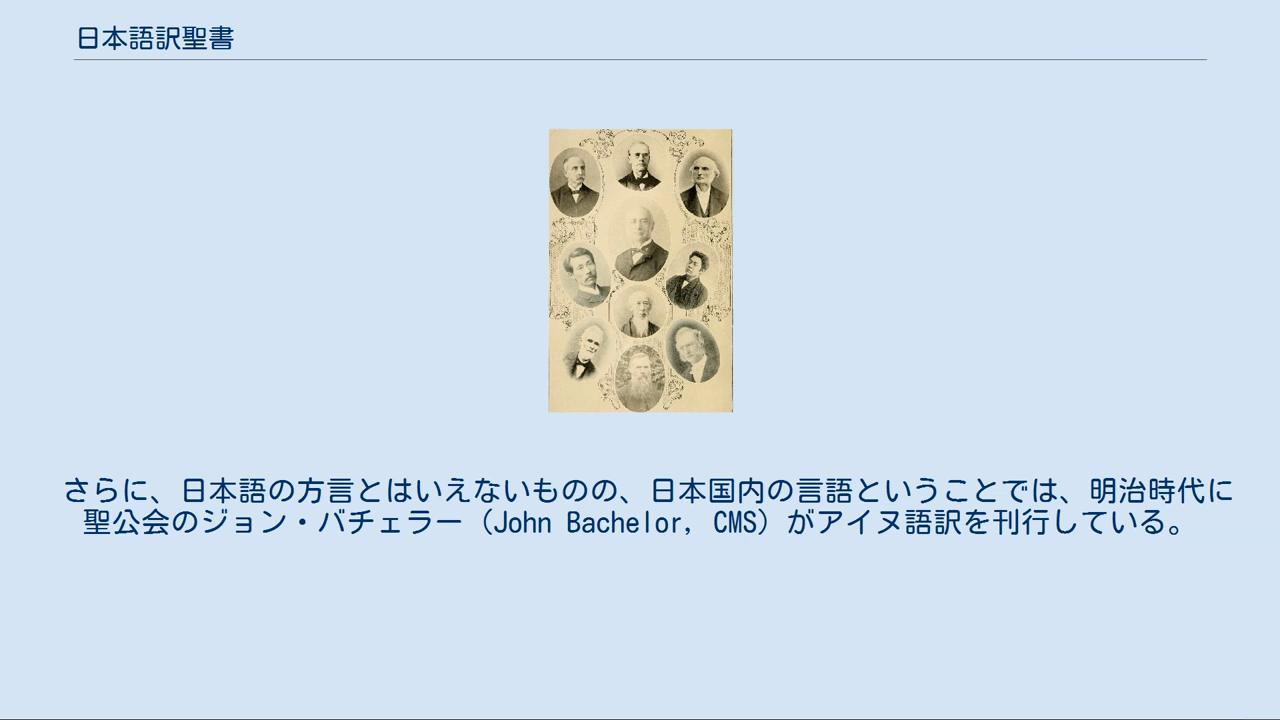 日本語訳聖書
さらに、日本語の方言とはいえないものの、日本国内の言語ということでは、明治時代に
聖公会のジョン・バチェラー（John Bachelor, CMS）がアイヌ語訳を刊行している。